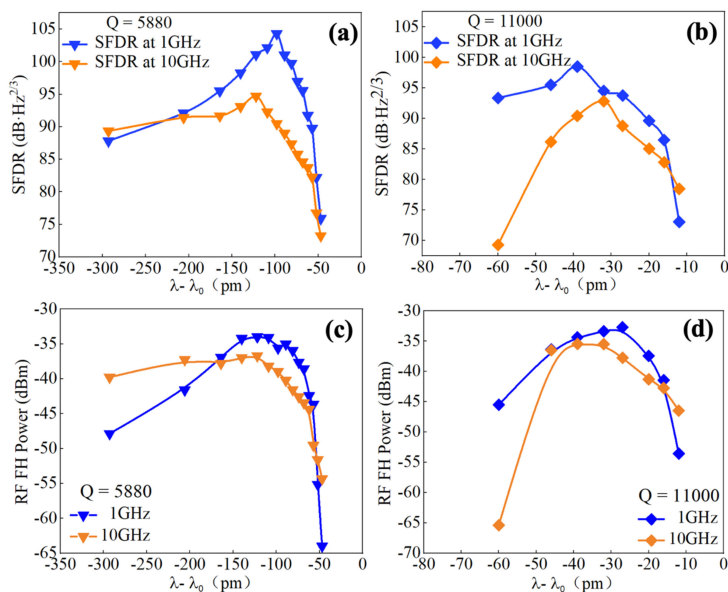 (a)
Q = 5880
SFDR at 1GHz
SFDR at 10GHz
SFDR (dB·Hz2/3)
105
100
95
90
85
80
75
70
-350 -300 -250 -200 -150 -100 -50 0
λ- λ0 (pm)
(b)
Q = 11000
SFDR at 1GHz
SFDR at 10GHz
SFDR (dB·Hz2/3)
105
100
95
90
85
80
75
70
-80 -70 -60 -50 -40 -30 -20 -10
λ- λ0 (pm)
(c)
Q = 5880
1GHz
10GHz
RF FH Power (dBm)
-30
-35
-40
-45
-50
-55
-60
-65
-350 -300 -250 -200 -150 -100 -50 0
λ- λ0 (pm)
(d)
Q = 11000
1GHz
10GHz
RF FH Power (dBm)
-30
-35
-40
-45
-50
-55
-60
-65
-70
-80 -70 -60 -50 -40 -30 -20 -10
λ- λ0 (pm)